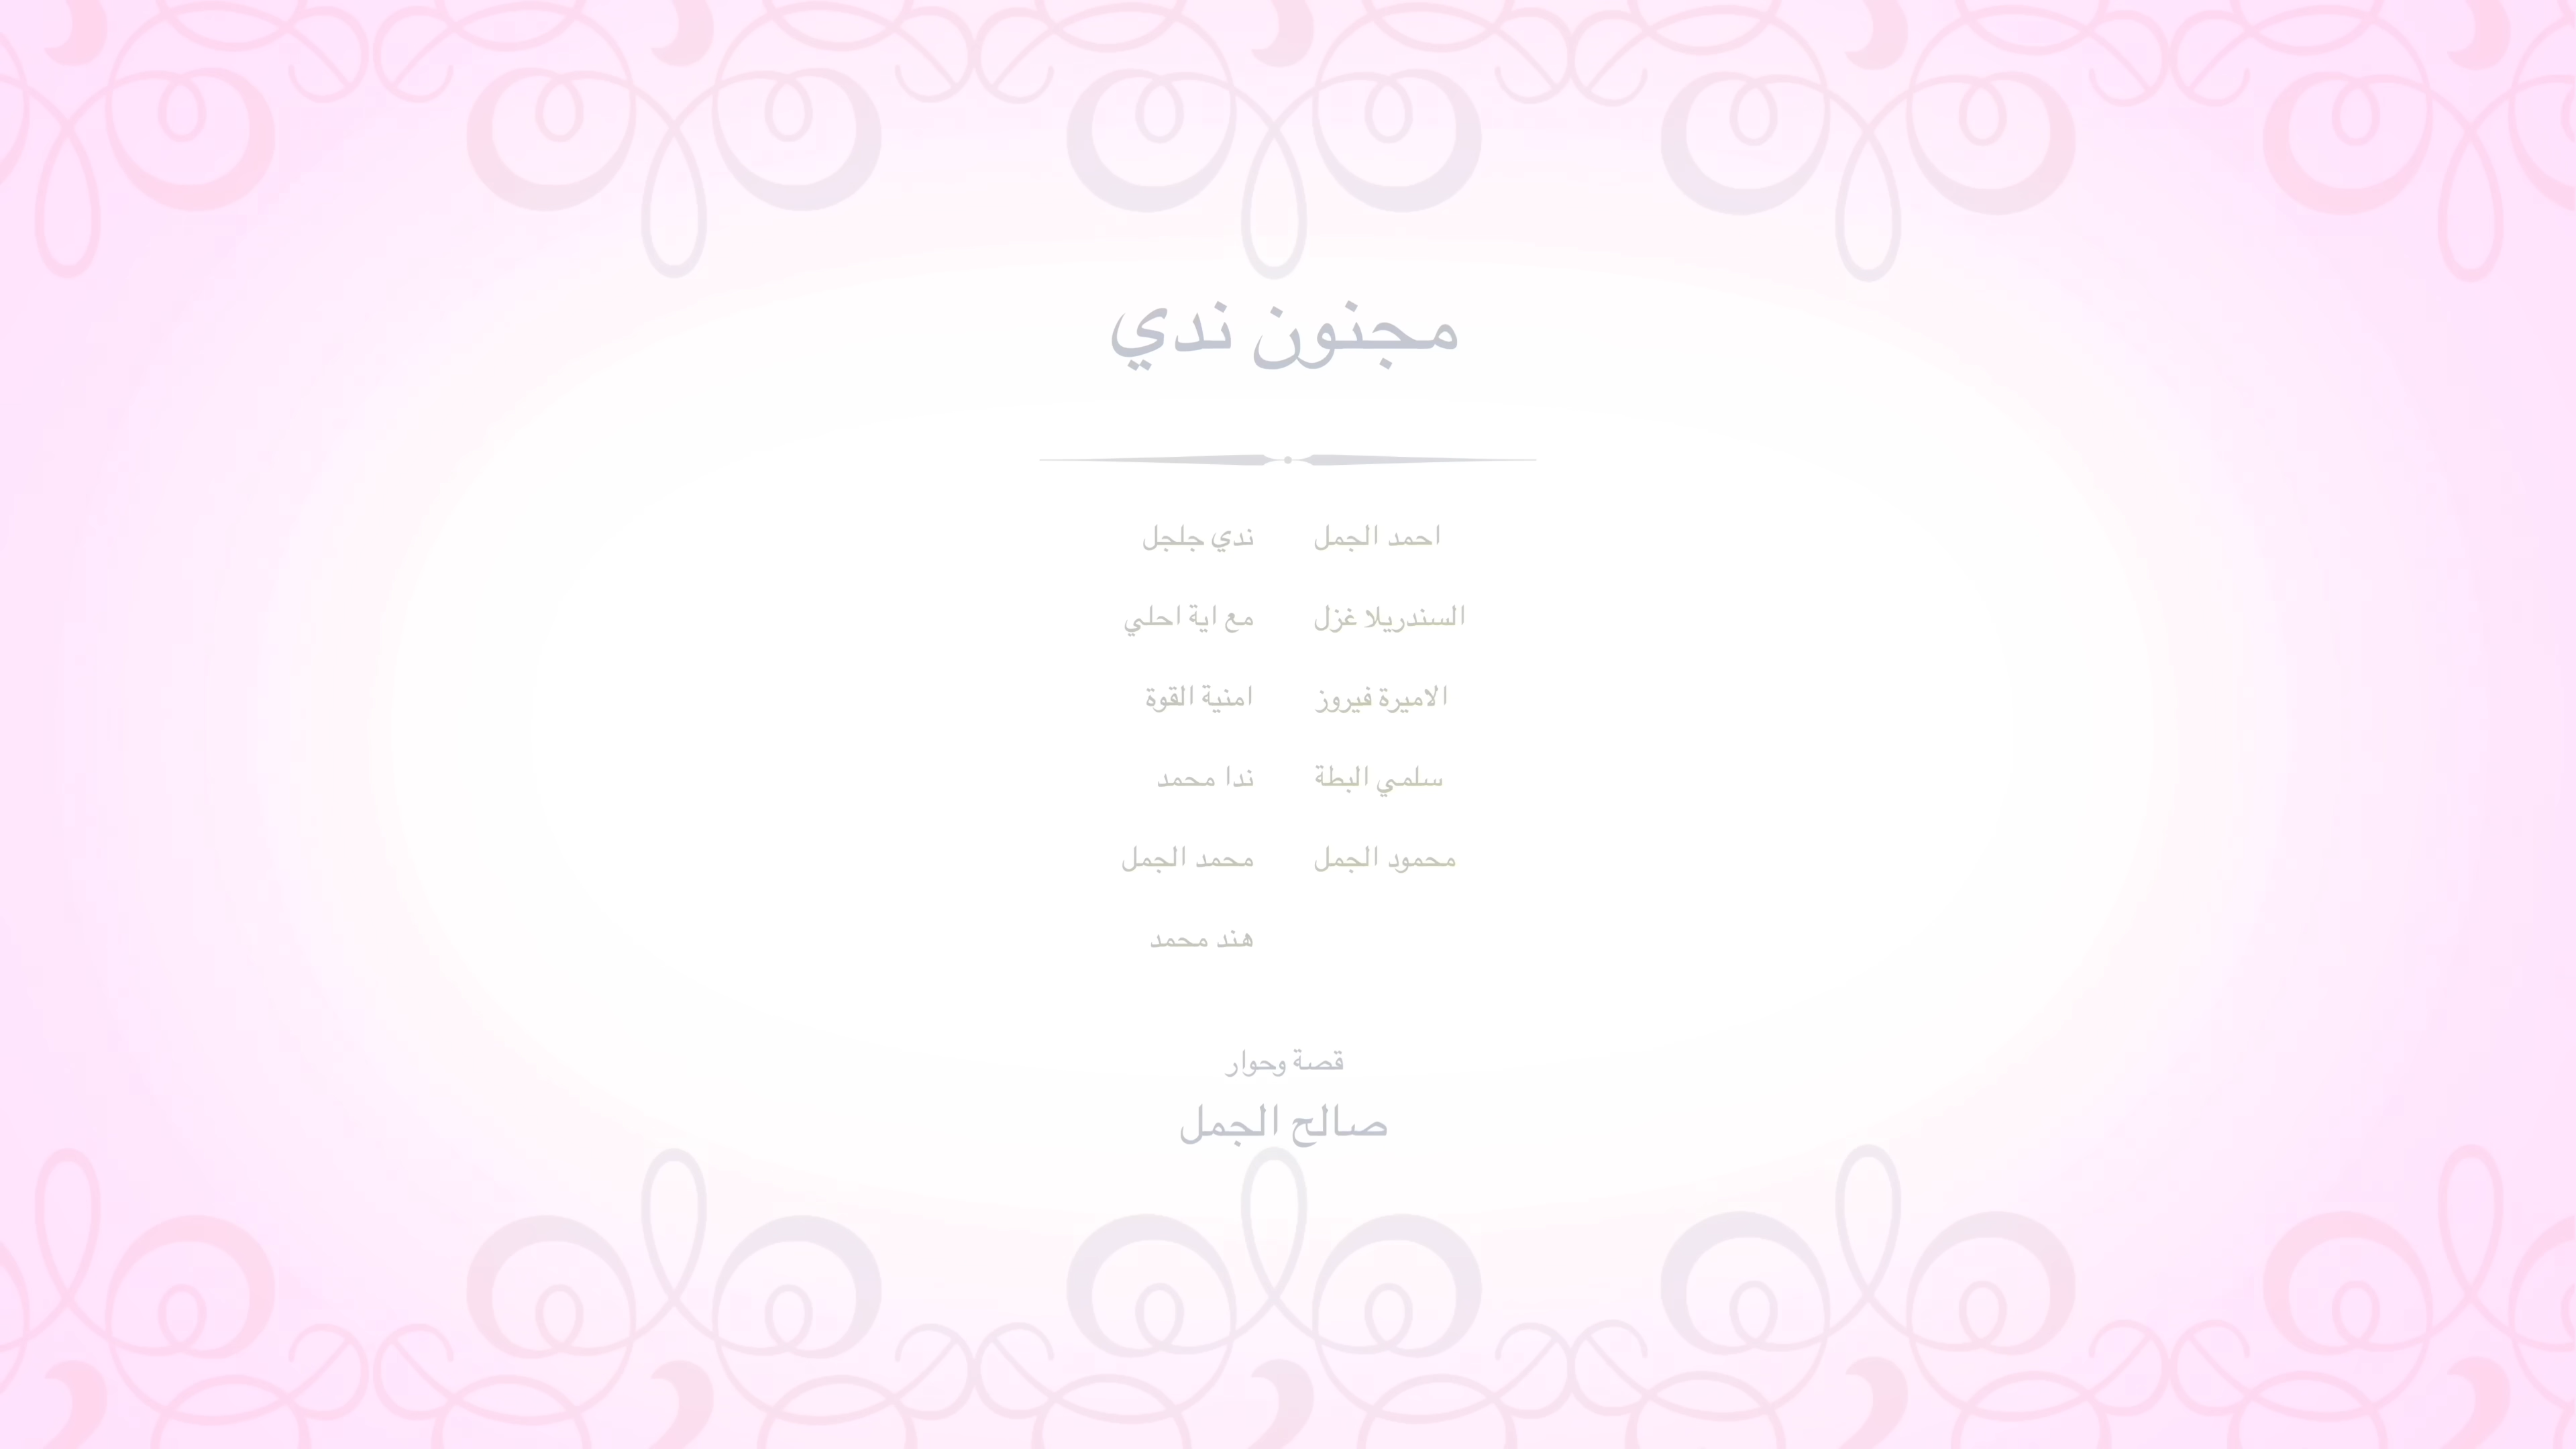 مجنون ندي
احمد الجمل ندي جلجل
السندريلا غزل مع اية احلي
الاميرة فيروز امنية القوة
سلمي البطة ندا محمد
محمود الجمل محمد الجمل
هند محمد
قصة وحوار
صالح الجمل